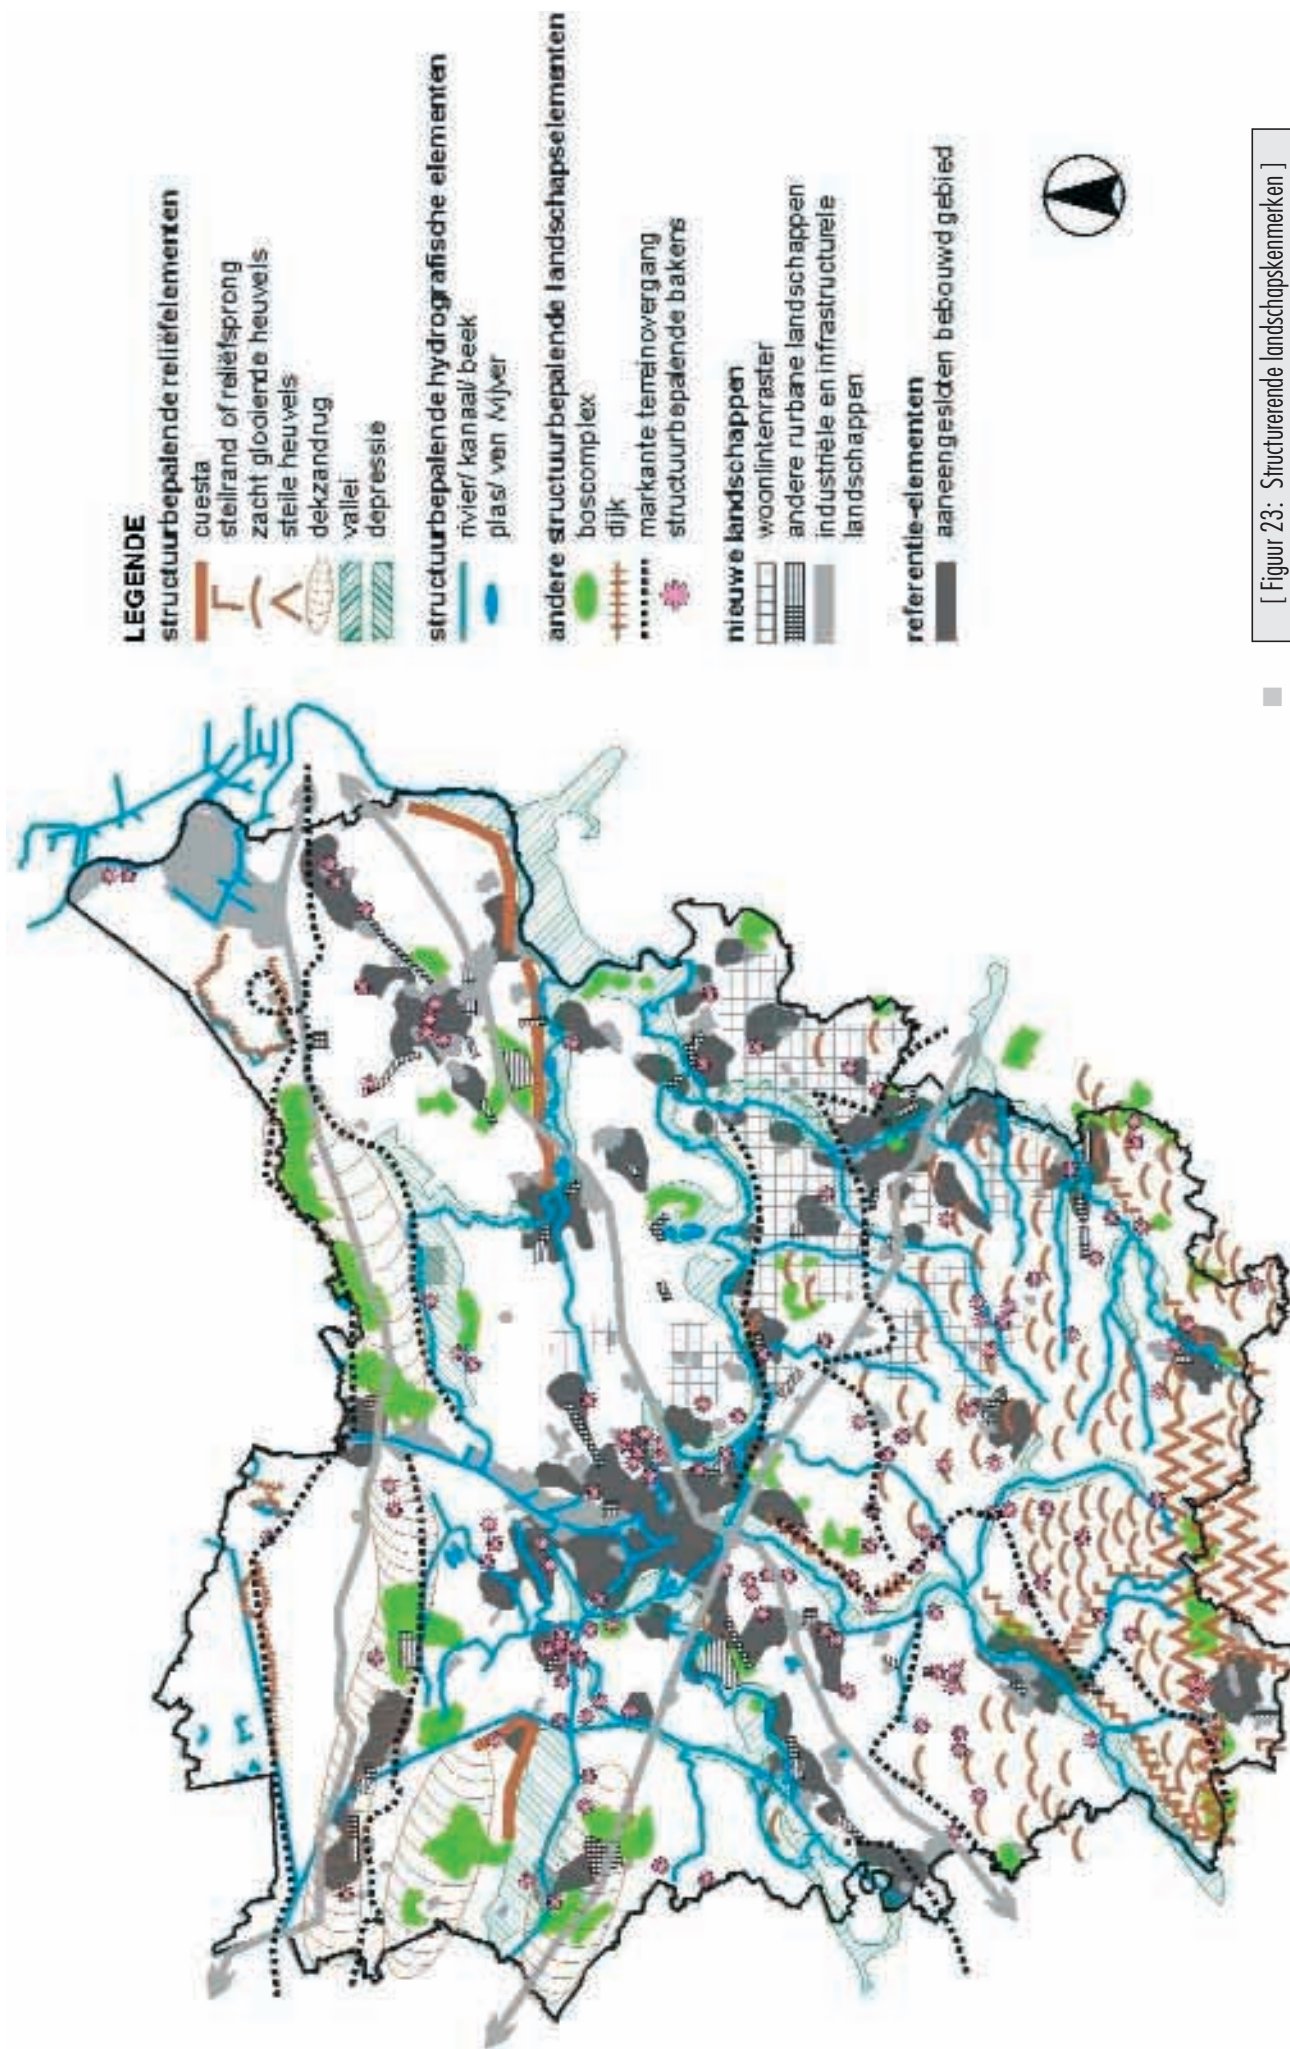 LEGENDE
structuurbepalende reliëfelementen
cuesta
steilrand of reliëfsprong
zacht glooiende heuvels
steile heuvels
dekzandrug
vallei
depressie
structuurbepalende hydrografische elementen
rivier/ kanaal/ beek
plas/ ven /vijver
andere structuurbepalende landschapselementen
boscomplex
dijk
markante terreinovergang
structuurbepalende bakens
nieuwe landschappen
woonlintenraster
andere rurbane landschappen
industriële en infrastructurele
landschappen
referentie-elementen
aaneengesloten bebouwd gebied
[ Figuur 23: Structurerende landschapskenmerken ]